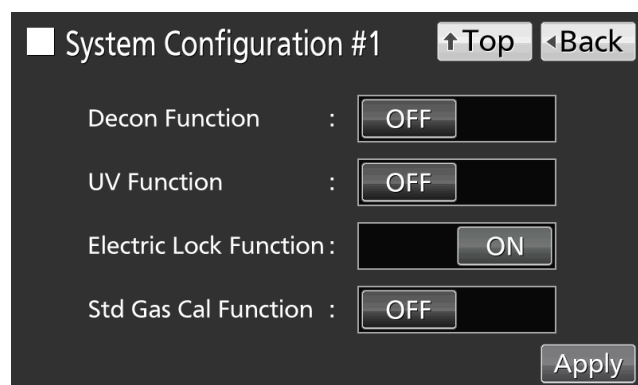 System Configuration #1 ↑Top ◂Back
Decon Function : OFF
UV Function : OFF
Electric Lock Function : ON
Std Gas Cal Function : OFF
Apply